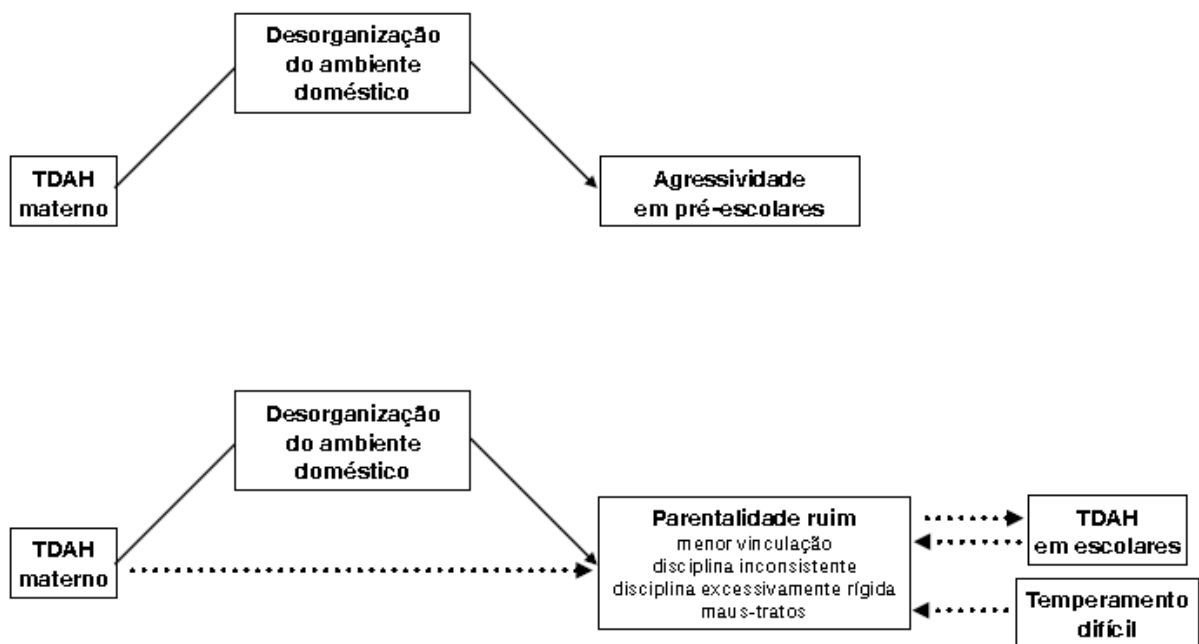 Desorganização
do ambiente
doméstico
TDAH
materno
Agressividade
em pré-escolares
Desorganização
do ambiente
doméstico
TDAH
materno
Parentalidade ruim
menor vinculação
disciplina inconsistente
disciplina excessivamente rígida
maus-tratos
TDAH
em escolares
Temperamento
difícil